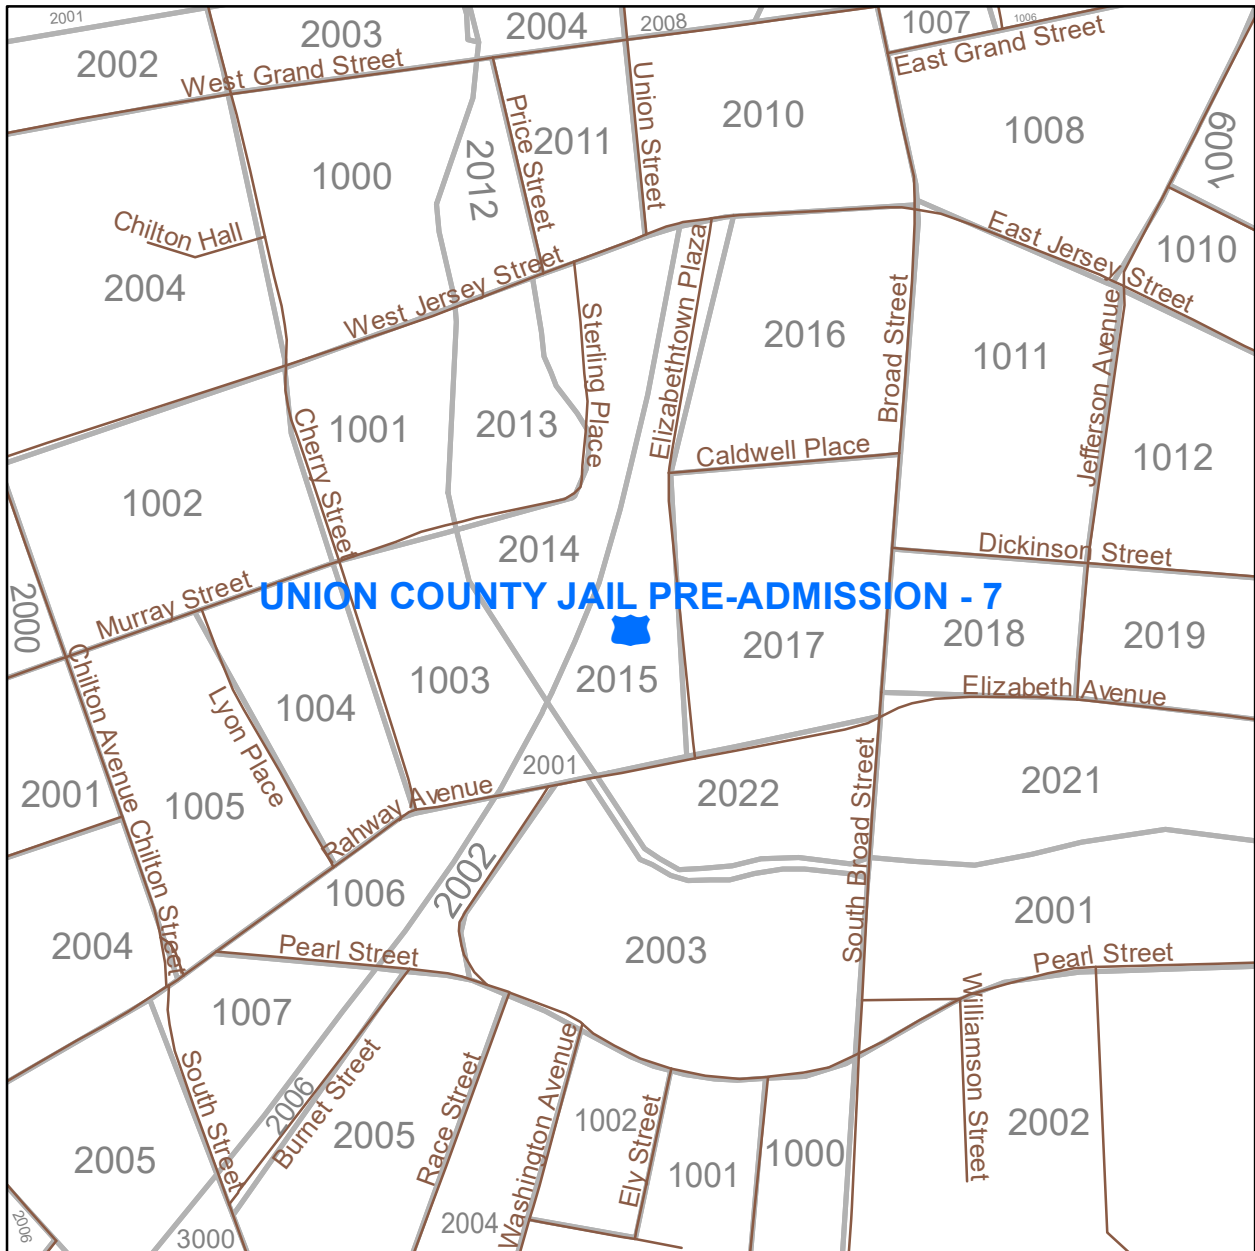 2001
2002
2003
2004
2008
1007
1006
West Grand Street
East Grand Street
Price Street
Union Street
2012
2011
2010
1008
1009
1000
Chilton Hall
2004
West Jersey Street
East Jersey Street
1010
Sterling Place
Elizabethtown Plaza
2016
Broad Street
1011
Jefferson Avenue
1001
2013
Cherry Street
Caldwell Place
1012
1002
2014
Dickinson Street
2000
Murray Street
UNION COUNTY JAIL PRE-ADMISSION - 7
2017
2018
2019
1003
2015
Elizabeth Avenue
Chilton Avenue
Lyon Place
1004
2001
2001
1005
Rahway Avenue
2022
South Broad Street
2021
Chilton Street
1006
2002
2001
2004
Pearl Street
2003
Pearl Street
1007
Williamson Street
South Street
2006
Burnet Street
2005
Race Street
Washington Avenue
1002
Ely Street
1001
1000
2002
2005
2006
3000
2004